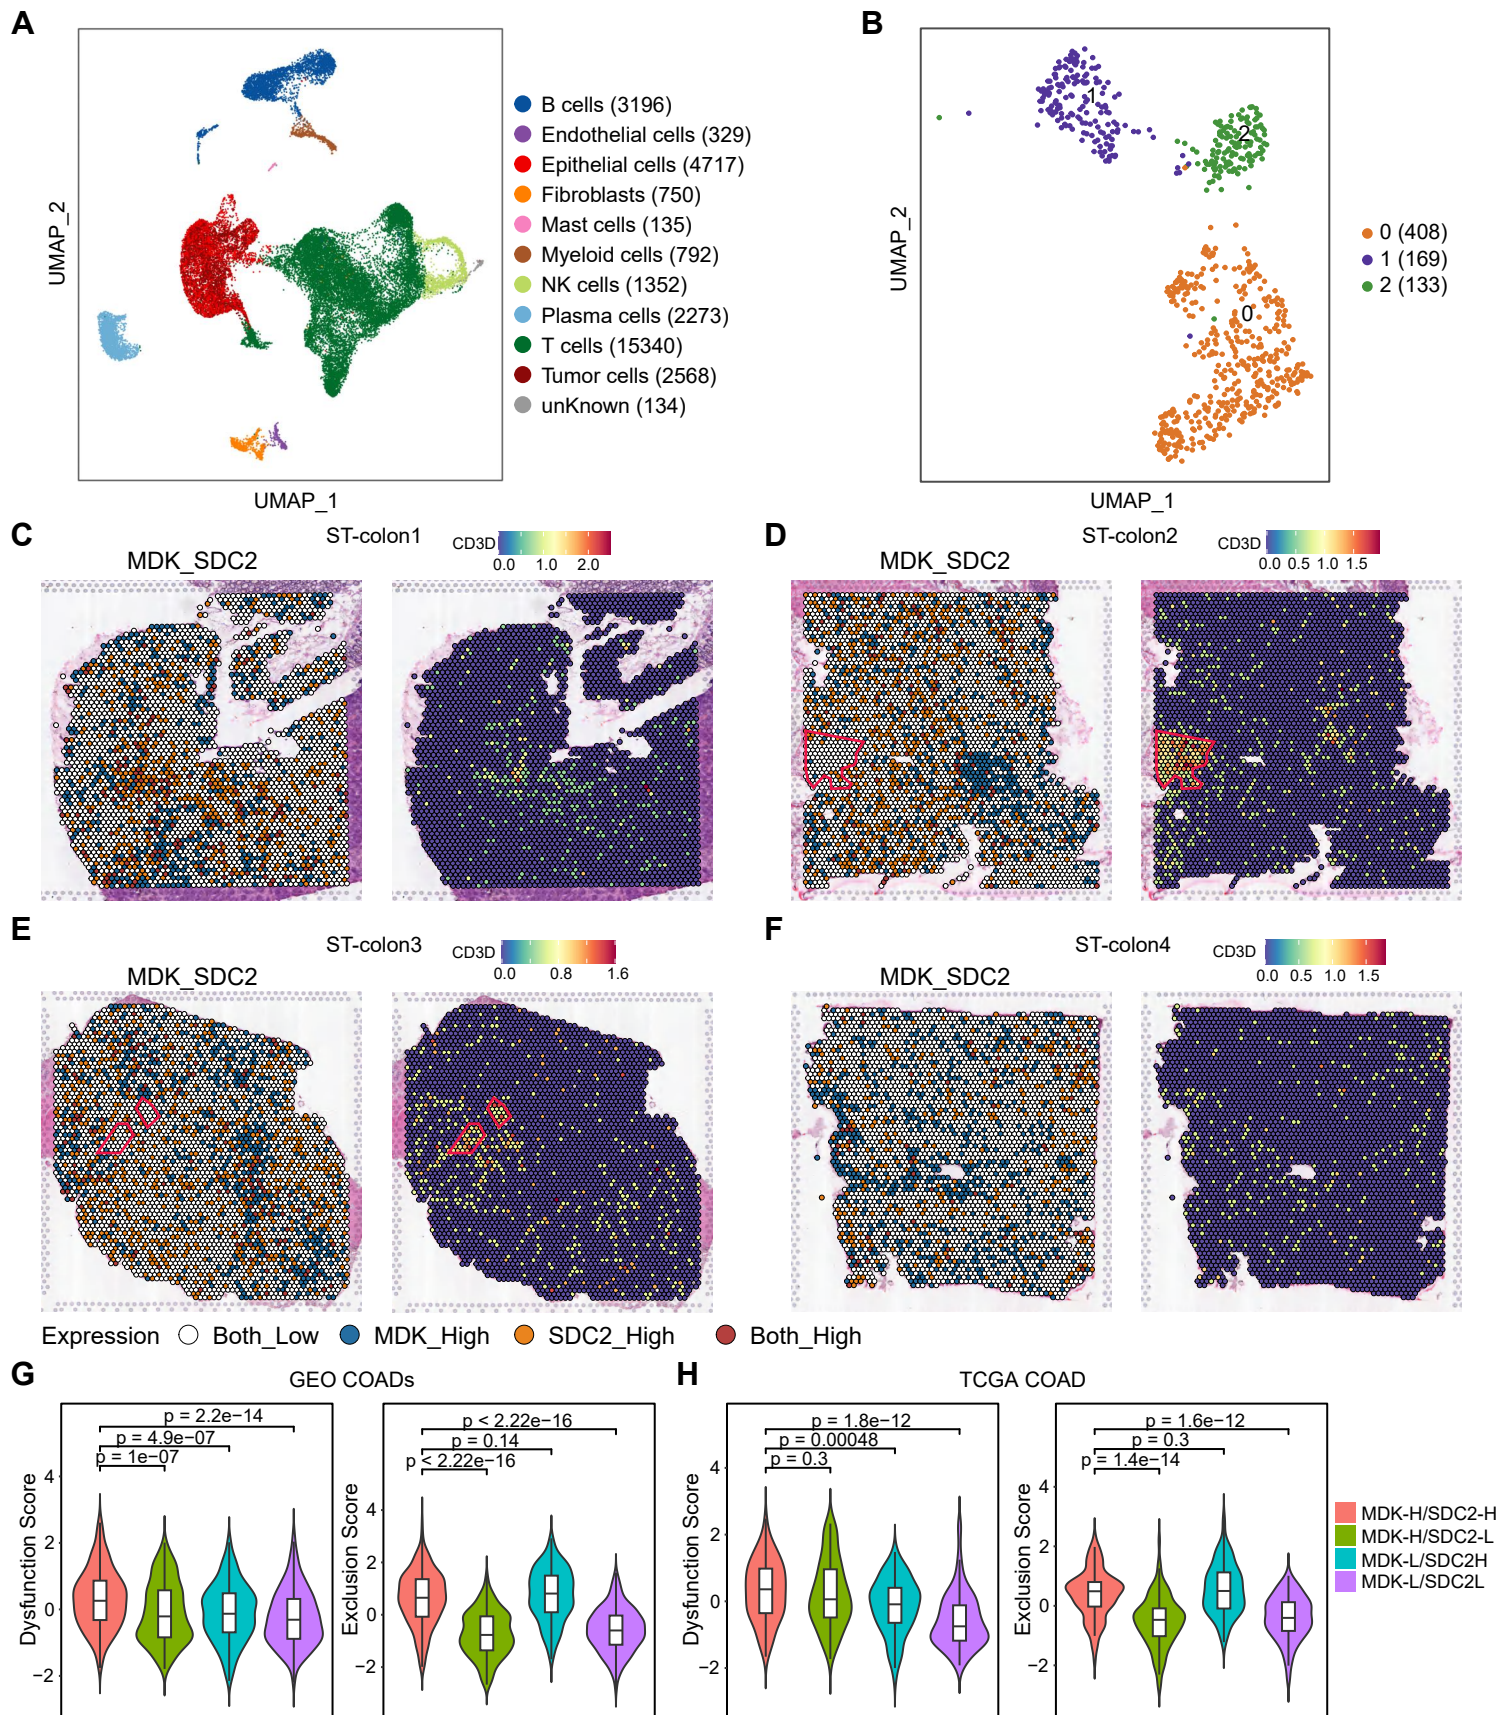 A
B
UMAP_2
UMAP_1
B cells (3196)
Endothelial cells (329)
Epithelial cells (4717)
Fibroblasts (750)
Mast cells (135)
Myeloid cells (792)
NK cells (1352)
Plasma cells (2273)
T cells (15340)
Tumor cells (2568)
unKnown (134)
UMAP_2
UMAP_1
1
2
0
0 (408)
1 (169)
2 (133)
C
ST-colon1
MDK_SDC2
CD3D
0.0 1.0 2.0
D
ST-colon2
MDK_SDC2
CD3D
0.0 0.5 1.0 1.5
E
ST-colon3
MDK_SDC2
CD3D
0.0 0.8 1.6
F
ST-colon4
MDK_SDC2
CD3D
0.0 0.5 1.0 1.5
Expression Both_Low MDK_High SDC2_High Both_High
G
GEO COADs
Dysfunction Score
4
2
0
−2
p = 2.2e−14
p = 4.9e−07
p = 1e−07
Exclusion Score
4
2
0
−2
p < 2.22e−16
p = 0.14
p < 2.22e−16
H
TCGA COAD
Dysfunction Score
4
2
0
−2
p = 1.8e−12
p = 0.00048
p = 0.3
Exclusion Score
4
2
0
−2
p = 1.6e−12
p = 0.3
p = 1.4e−14
MDK-H/SDC2-H
MDK-H/SDC2-L
MDK-L/SDC2H
MDK-L/SDC2L